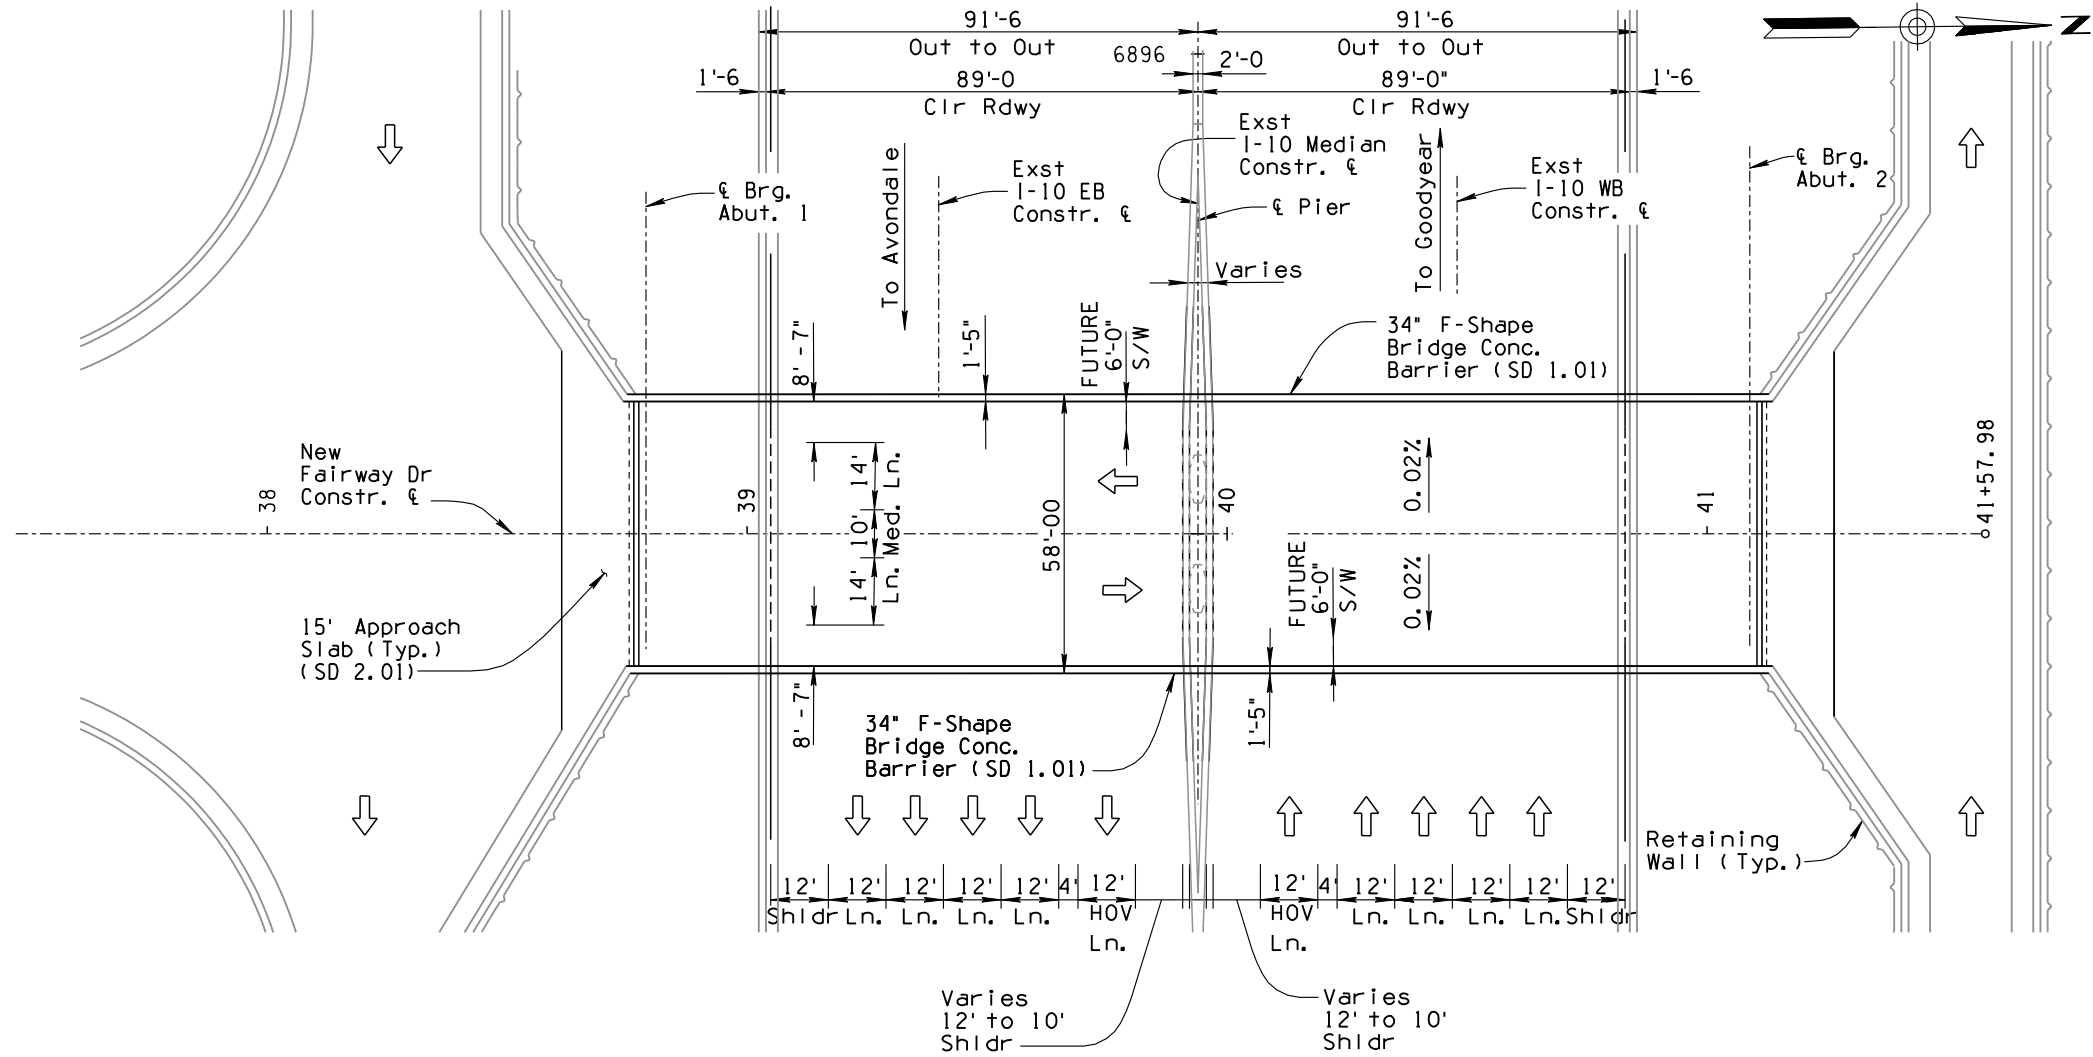 91'-6
Out to Out
91'-6
Out to Out
N
6896
2'-0
1'-6
89'-0
Clr Rdwy
89'-0"
Clr Rdwy
1'-6
Exst
I-10 Median
Constr. ℄
To Avondale
To Goodyear
℄ Brg.
Abut. 1
Exst
I-10 EB
Constr. ℄
℄ Pier
Exst
I-10 WB
Constr. ℄
℄ Brg.
Abut. 2
Varies
8'-7"
1'-5"
FUTURE
6'-0"
S/W
34" F-Shape
Bridge Conc.
Barrier (SD 1.01)
New
Fairway Dr
Constr. ℄
38
39
40
41
41+57.98
14'
Ln.
10'
Med.
14'
Ln.
58'-00
0.02%
0.02%
FUTURE
6'-0"
S/W
15' Approach
Slab (Typ.)
(SD 2.01)
8'-7"
34" F-Shape
Bridge Conc.
Barrier (SD 1.01)
1'-5"
Retaining
Wall (Typ.)
12' 12' 12' 12' 12' 4' 12' 12' 4' 12' 12' 12' 12' 12'
Shldr Ln. Ln. Ln. Ln. HOV HOV Ln. Ln. Ln. Ln. Shldr
Ln. Ln.
Varies
12' to 10'
Shldr
Varies
12' to 10'
Shldr